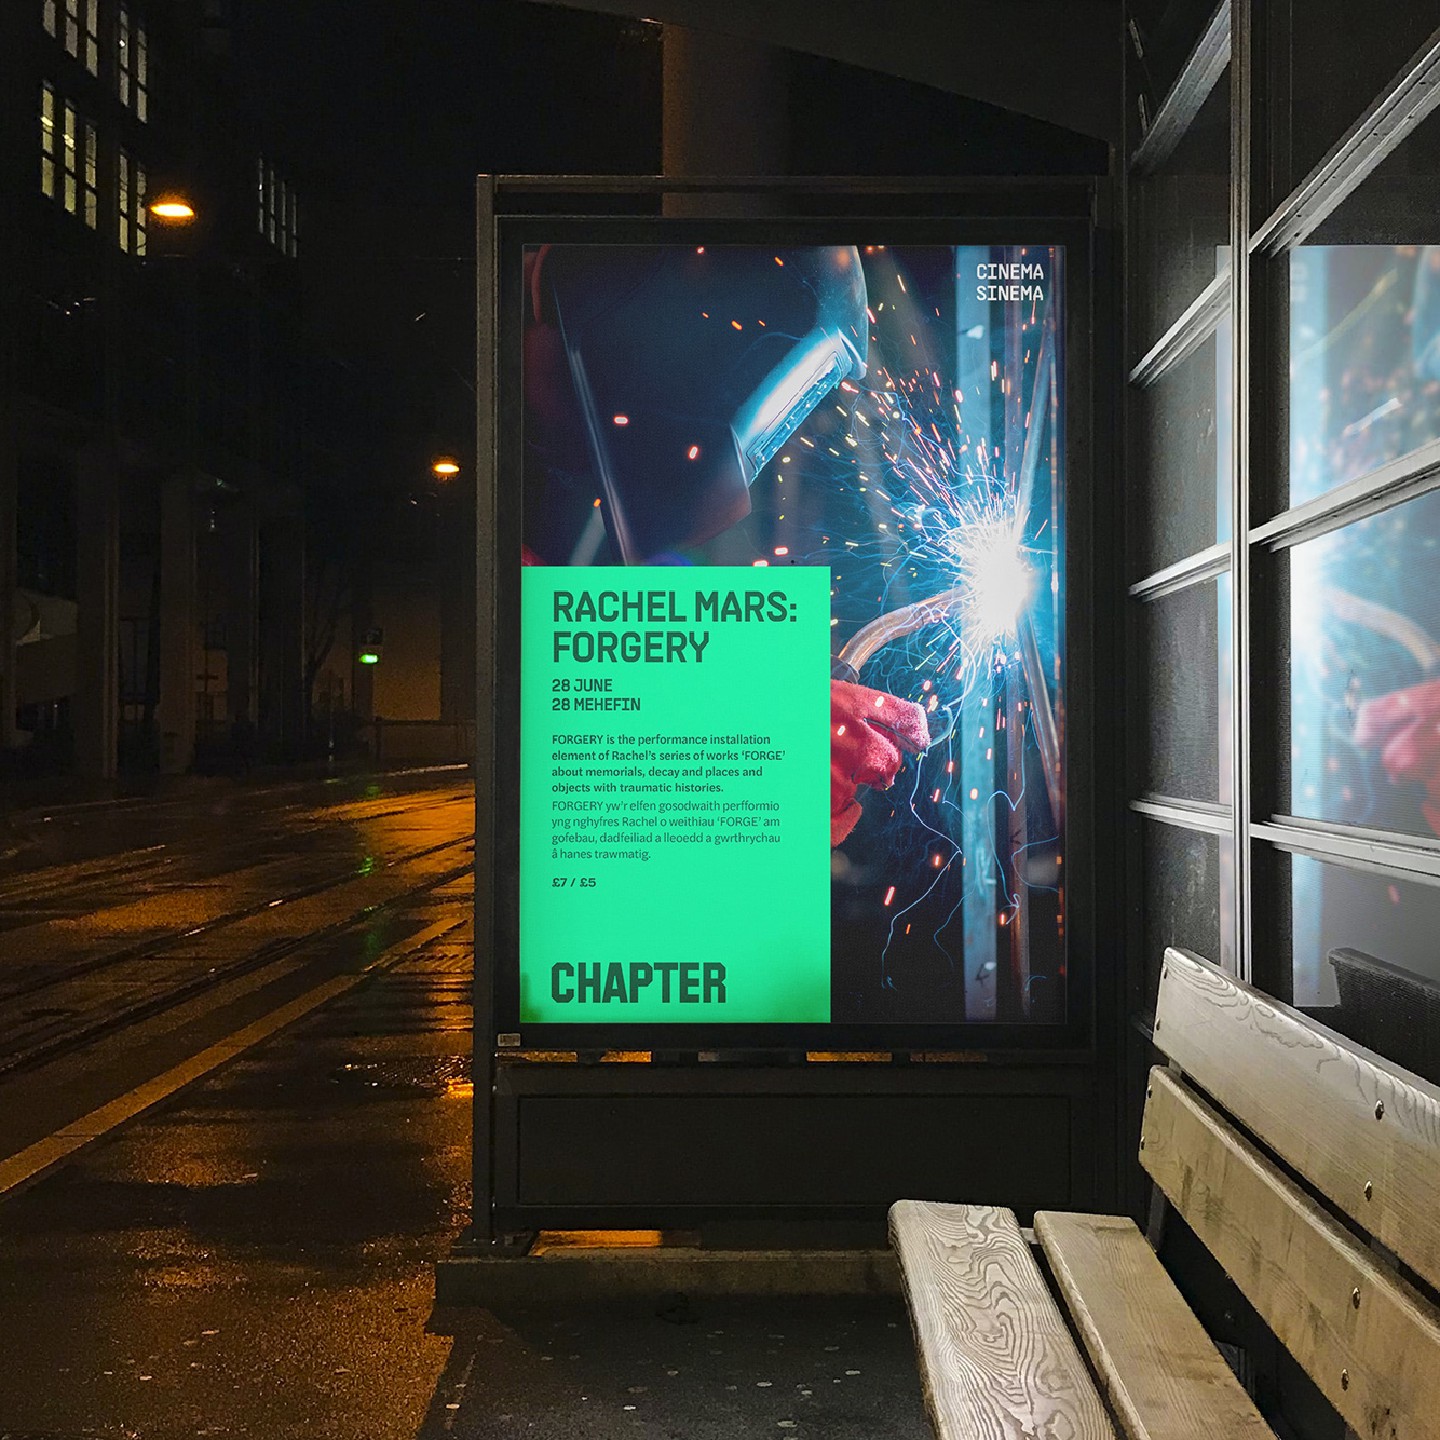 CINEMA
SINEMA
RACHEL MARS:
FORGERY
28 JUNE
28 MEHEFIN
FORGERY is the performance installation
element of Rachel's series of works ‘FORGE’
about memorials, decay and places and
objects with traumatic histories.
FORGERY yw'r elfen gosodwaith perfformio
yng nghyfres Rachel o weithiau ‘FORGE’ am
gofebau, dadfeiliad a lleoedd a gwrthrychau
â hanes trawmatig.
£7 / £5
CHAPTER